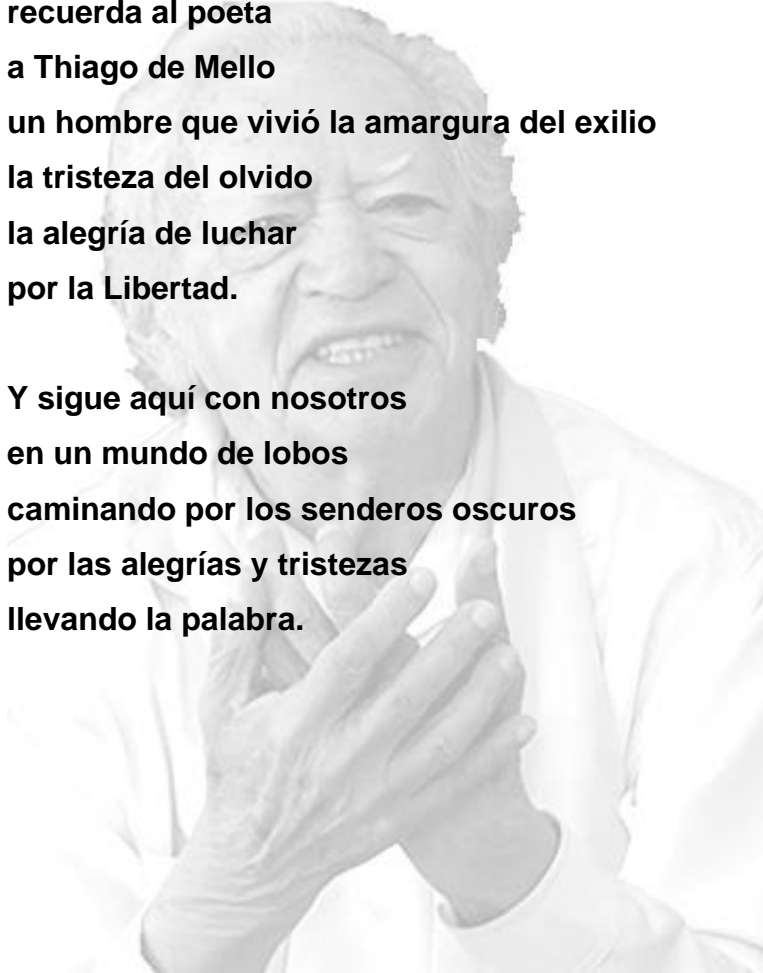 recuerda al poeta
a Thiago de Mello
un hombre que vivió la amargura del exilio
la tristeza del olvido
la alegría de luchar
por la Libertad.
Y sigue aquí con nosotros
en un mundo de lobos
caminando por los senderos oscuros
por las alegrías y tristezas
llevando la palabra.